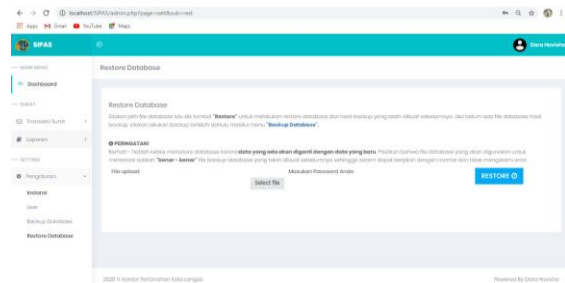 localhost/SIPAS/admin.php?page=sett&sub=rest
Apps Gmail YouTube Maps
SIPAS
Dara Havisha
MAIN MENU
Restore Database
Dashboard
Restore Database
SURAT
Silakan pilih file database lalu klik tombol "Restore" untuk melakukan restore database dari hasil backup yang telah dibuat sebelumnya. Jika belum ada file database hasil
Transaksi Surat
backup, silakan lakukan backup terlebih dahulu melalui menu "Backup Database".
Laporan
PERINGATAN!
SETTING
Berhati - hatilah ketika merestore database karena data yang ada akan diganti dengan data yang baru. Pastikan bahwa file database yang akan digunakan untuk
merestore adalah "benar - benar" file backup database yang telah dibuat sebelumnya sehingga sistem dapat berjalan dengan normal dan tidak mengalami error.
Pengaturan
File upload
Masukan Password Anda
RESTORE
Select file
Instansi
User
Backup Database
Restore Database
2020 © Kantor Pertanahan Kota Langsa
Powered By Dara Havisha